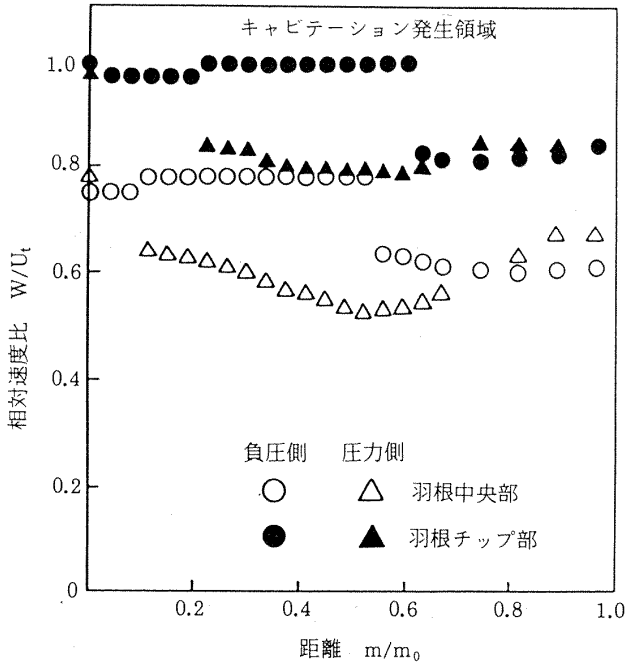 キャビテーション発生領域
1.0
0.8
0.6
0.4
0.2
0
相対速度比 W/Uₜ
負圧側 圧力側
羽根中央部
羽根チップ部
0.2 0.4 0.6 0.8 1.0
距離 m/m₀